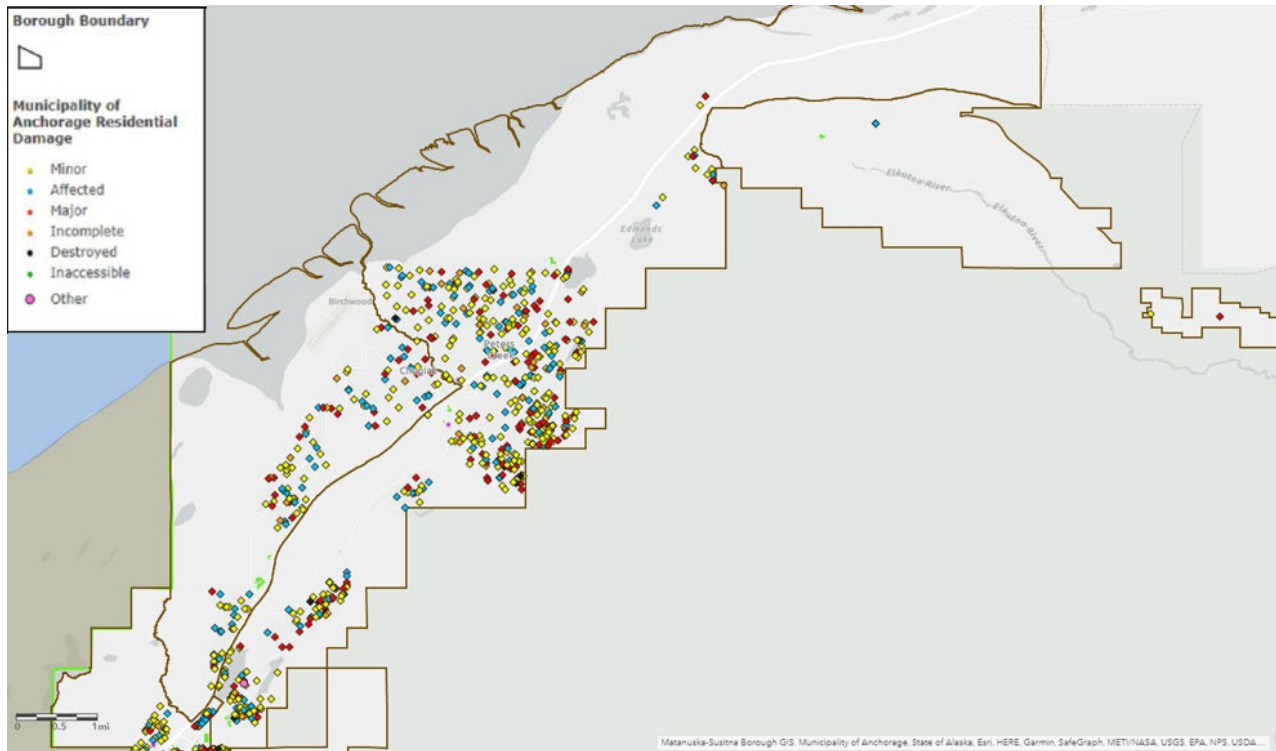 Borough Boundary
Municipality of
Anchorage Residential
Damage
Minor
Affected
Major
Incomplete
Destroyed
Inaccessible
Other
Eklutna River
Eklutna River
Edmonds
Lake
Birchwood
Peters
Creek
Chugiak
0 0.5 1mi
Matanuska-Susitna Borough GIS, Municipality of Anchorage, State of Alaska, Esri, HERE, Garmin, SafeGraph, METI/NASA, USGS, EPA, NPS, USDA...